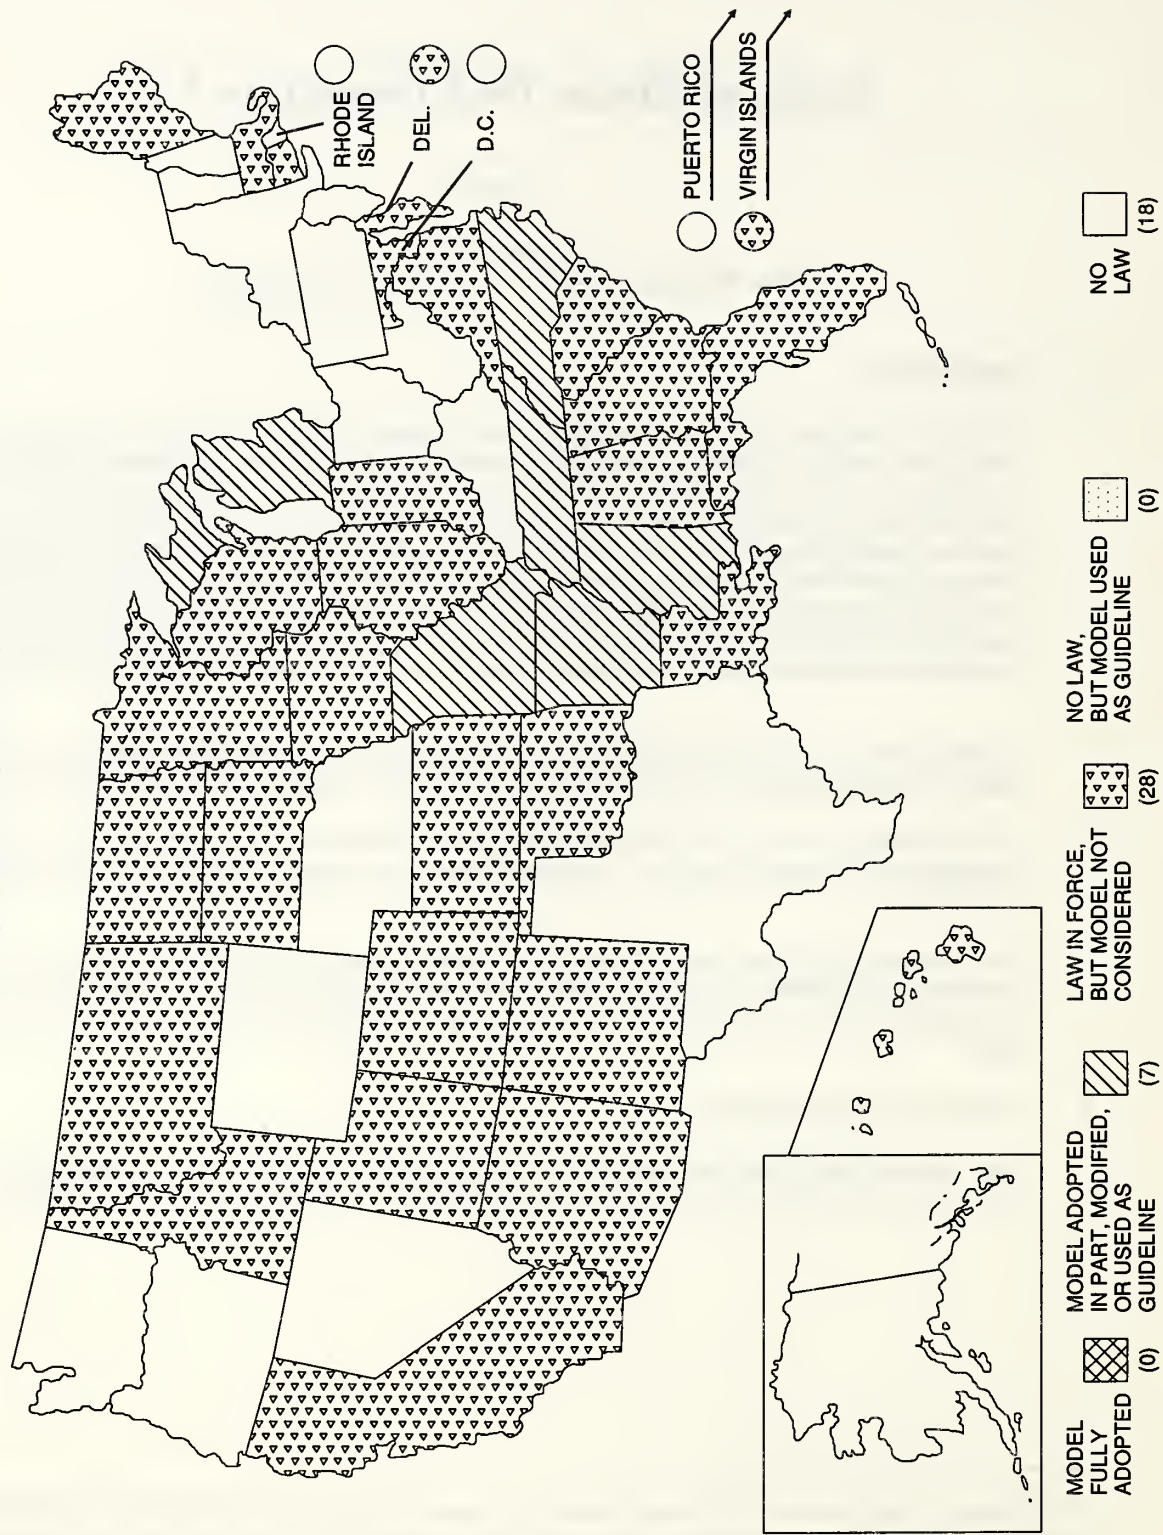 RHODE
ISLAND
DEL.
D.C.
PUERTO RICO
VIRGIN ISLANDS
MODEL
FULLY
ADOPTED
(0)
MODEL ADOPTED
IN PART, MODIFIED,
OR USED AS
GUIDELINE
(7)
LAW IN FORCE,
BUT MODEL NOT
CONSIDERED
(28)
NO LAW,
BUT MODEL USED
AS GUIDELINE
(0)
NO
LAW
(18)